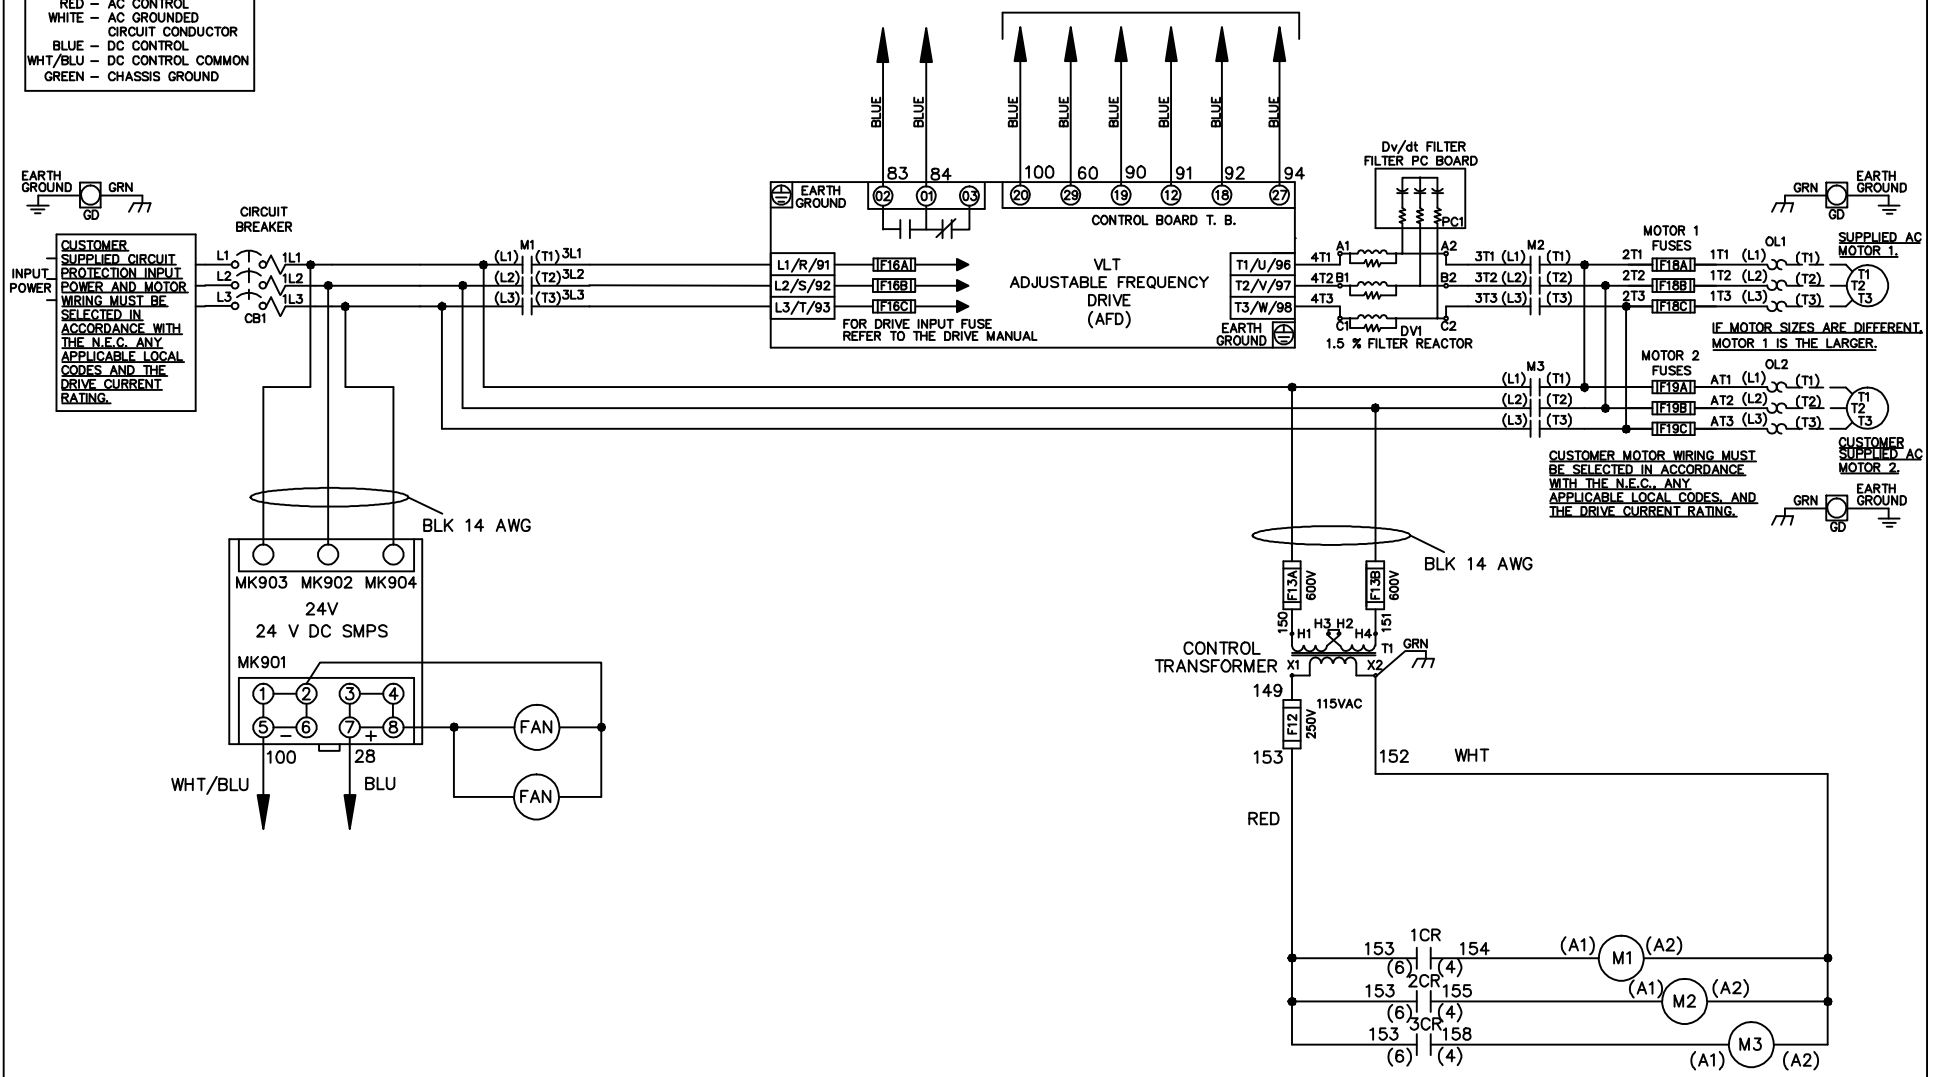 RED – AC CONTROL
WHITE – AC GROUNDED
CIRCUIT CONDUCTOR
BLUE – DC CONTROL
WHT/BLU – DC CONTROL COMMON
GREEN – CHASSIS GROUND
BLUE
BLUE
BLUE
BLUE
BLUE
BLUE
BLUE
BLUE
EARTH
GROUND
GRN
GD
CIRCUIT
BREAKER
INPUT
POWER
CUSTOMER
SUPPLIED CIRCUIT
PROTECTION INPUT
POWER AND MOTOR
WIRING MUST BE
SELECTED IN
ACCORDANCE WITH
THE N.E.C. ANY
APPLICABLE LOCAL
CODES AND THE
DRIVE CURRENT
RATING.
L1 1L1
L2 1L2
L3 1L3
CB1
M1
(L1) (T1) 3L1
(L2) (T2) 3L2
(L3) (T3) 3L3
83 84
100 60 90 91 92 94
EARTH
GROUND
02 01 03
20 29 19 12 18 27
CONTROL BOARD T. B.
L1/R/91 F16A
L2/S/92 F16B
L3/T/93 F16C
FOR DRIVE INPUT FUSE
REFER TO THE DRIVE MANUAL
VLT
ADJUSTABLE FREQUENCY
DRIVE
(AFD)
T1/U/96
T2/V/97
T3/W/98
EARTH
GROUND
Dv/dt FILTER
FILTER PC BOARD
PC1
4T1 A1 A2
4T2 B1 B2
4T3
C1 C2
DV1
1.5 % FILTER REACTOR
M2
3T1 (L1) (T1)
3T2 (L2) (T2)
3T3 (L3) (T3)
MOTOR 1
FUSES
2T1 F18A 1T1 (L1) (T1)
2T2 F18B 1T2 (L2) (T2)
2T3 F18C 1T3 (L3) (T3)
OL1
GRN
GD
EARTH
GROUND
SUPPLIED AC
MOTOR 1.
T1
T2
T3
IF MOTOR SIZES ARE DIFFERENT,
MOTOR 1 IS THE LARGER.
M3
(L1) (T1)
(L2) (T2)
(L3) (T3)
MOTOR 2
FUSES
F19A AT1 (L1) (T1)
F19B AT2 (L2) (T2)
F19C AT3 (L3) (T3)
OL2
T1
T2
T3
CUSTOMER
SUPPLIED AC
MOTOR 2.
CUSTOMER MOTOR WIRING MUST
BE SELECTED IN ACCORDANCE
WITH THE N.E.C., ANY
APPLICABLE LOCAL CODES, AND
THE DRIVE CURRENT RATING.
GRN
GD
EARTH
GROUND
BLK 14 AWG
MK903 MK902 MK904
24V
24 V DC SMPS
MK901
1 2 3 4
5 – 6 7 + 8
100 28
WHT/BLU BLU
FAN
FAN
BLK 14 AWG
F13A
600V
F13B
600V
150
151
H1 H3 H2 H4
T1
CONTROL
TRANSFORMER
X1 X2
GRN
149
115VAC
F12
250V
153
152 WHT
RED
1CR
153 154 (A1) M1 (A2)
(6) (4)
2CR
153 155 (A1) M2 (A2)
(6) (4)
3CR
153 158 M3
(6) (4) (A1) (A2)